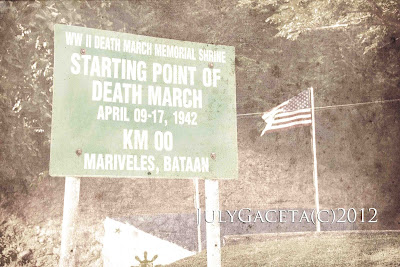 WW II DEATH MARCH MEMORIAL SHRINE
STARTING POINT OF
DEATH MARCH
APRIL 09-17, 1942
KM 00
MARIVELES, BATAAN
JULYGACETA(C)2012